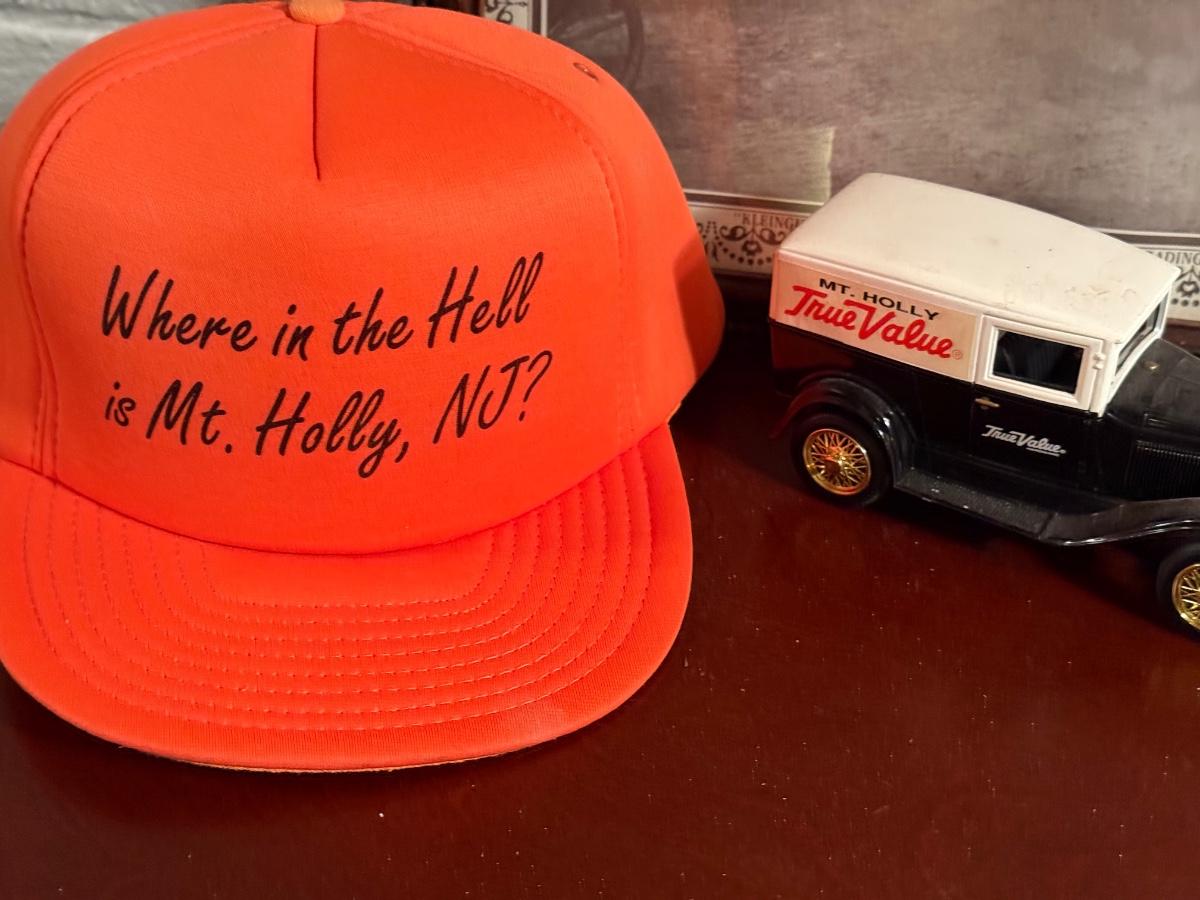 Where in the Hell
is Mt. Holly, NJ?
MT. HOLLY
True Value®
True Value®